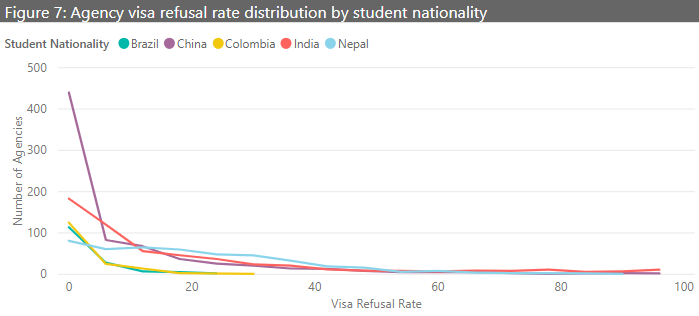 Figure 7: Agency visa refusal rate distribution by student nationality
Student Nationality Brazil China Colombia India Nepal
500
400
300
200
100
0
Number of Agencies
0 20 40 60 80 100
Visa Refusal Rate